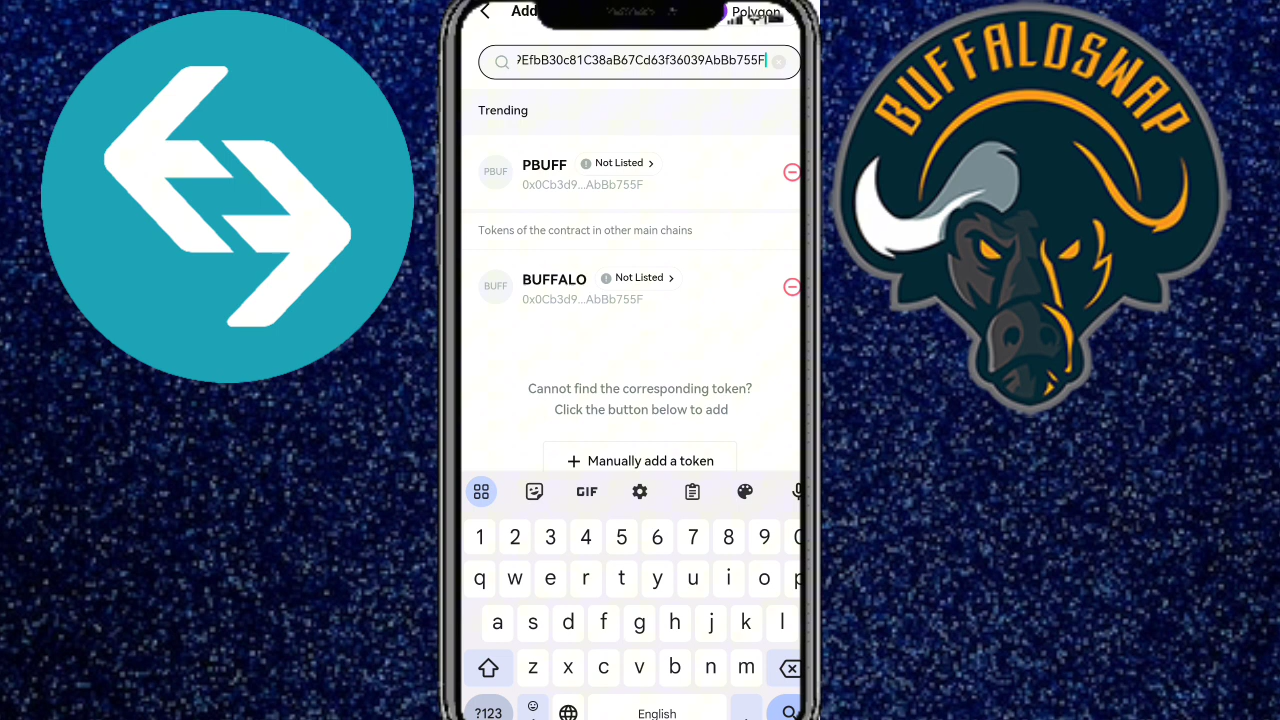 Add
Polygon
EfbB30c81C38aB67Cd63f36039AbBb755F
Trending
PBUF
PBUFF
Not Listed
0x0Cb3d9...AbBb755F
Tokens of the contract in other main chains
BUFF
BUFFALO
Not Listed
0x0Cb3d9...AbBb755F
Cannot find the corresponding token?
Click the button below to add
+ Manually add a token
GIF
1 2 3 4 5 6 7 8 9 0
q w e r t y u i o p
a s d f g h j k l
z x c v b n m
?123
English
BUFFALOSWAP